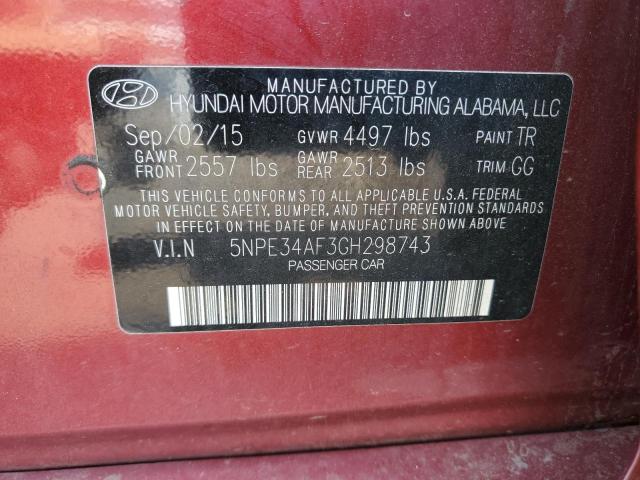 MANUFACTURED BY
HYUNDAI MOTOR MANUFACTURING ALABAMA, LLC
Sep/02/15 GVWR 4497 lbs PAINT TR
GAWR FRONT 2557 lbs GAWR REAR 2513 lbs TRIM GG
THIS VEHICLE CONFORMS TO ALL APPLICABLE U.S.A. FEDERAL
MOTOR VEHICLE SAFETY, BUMPER, AND THEFT PREVENTION STANDARDS
IN EFFECT ON THE DATE OF MANUFACTURE SHOWN ABOVE
V.I.N 5NPE34AF3GH298743
PASSENGER CAR